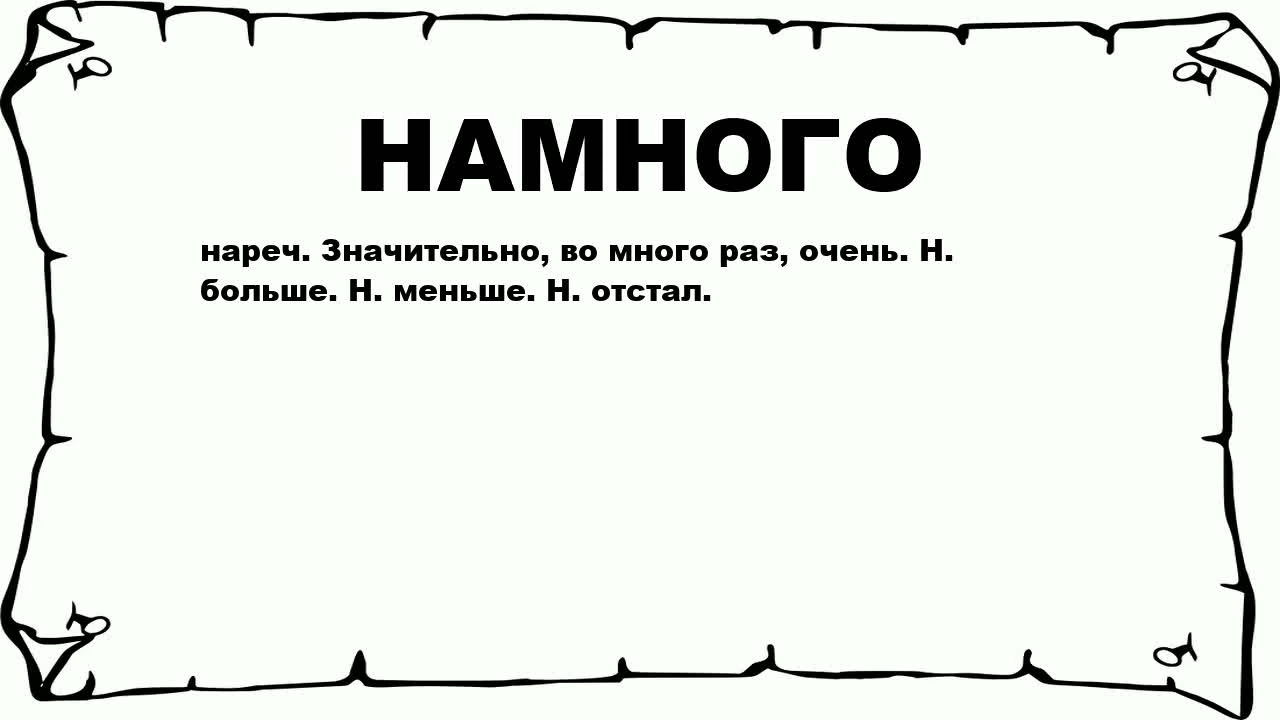 НАМНОГО
нареч. Значительно, во много раз, очень. Н.
больше. Н. меньше. Н. отстал.